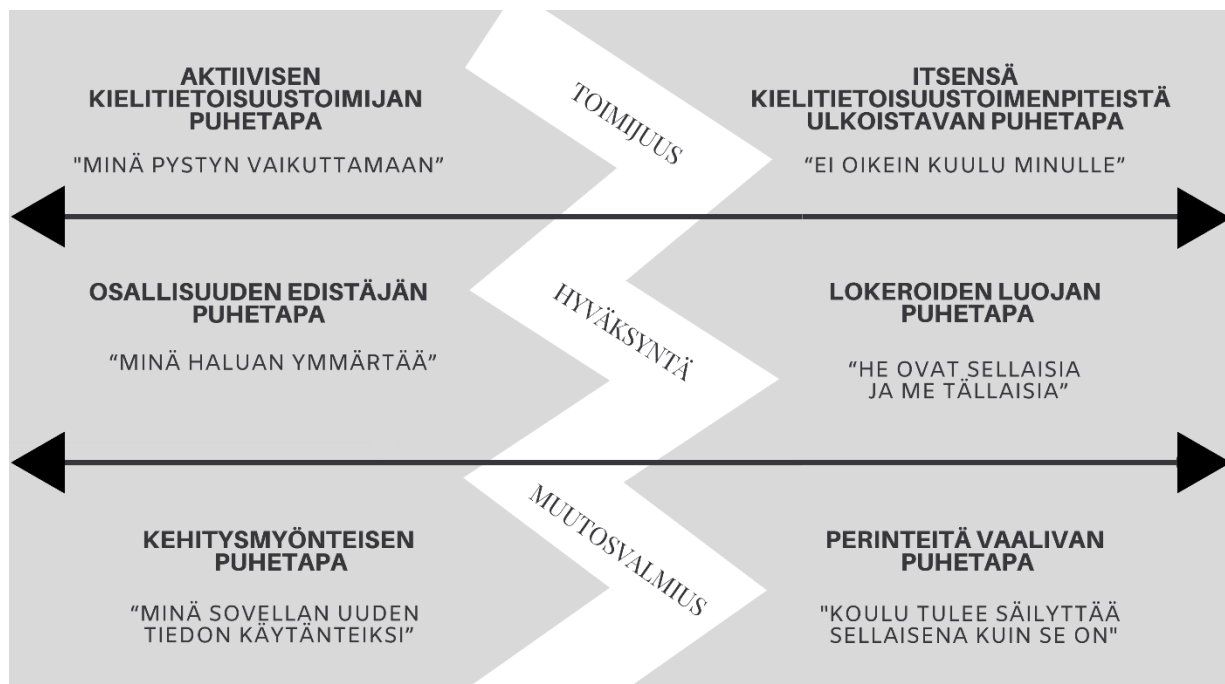 AKTIIVISEN
KIELITIETOISUUSTOIMIJAN
PUHETAPA
"MINÄ PYSTYN VAIKUTTAMAAN”
TOIMIJUUS
ITSENSÄ
KIELITIETOISUUSTOIMENPITEISTÄ
ULKOISTAVAN PUHETAPA
“EI OIKEIN KUULU MINULLE”
OSALLISUUDEN EDISTÄJÄN
PUHETAPA
“MINÄ HALUAN YMMÄRTÄÄ”
HYVÄKSYNTÄ
LOKEROIDEN LUOJAN
PUHETAPA
“HE OVAT SELLAISIA
JA ME TÄLLAISIA”
KEHITYSMYÖNTEISEN
PUHETAPA
“MINÄ SOVELLAN UUDEN
TIEDON KÄYTÄNTEIKSI”
MUUTOSVALMIUS
PERINTEITÄ VAALIVAN
PUHETAPA
"KOULU TULEE SÄILYTTÄÄ
SELLAISENA KUIN SE ON"